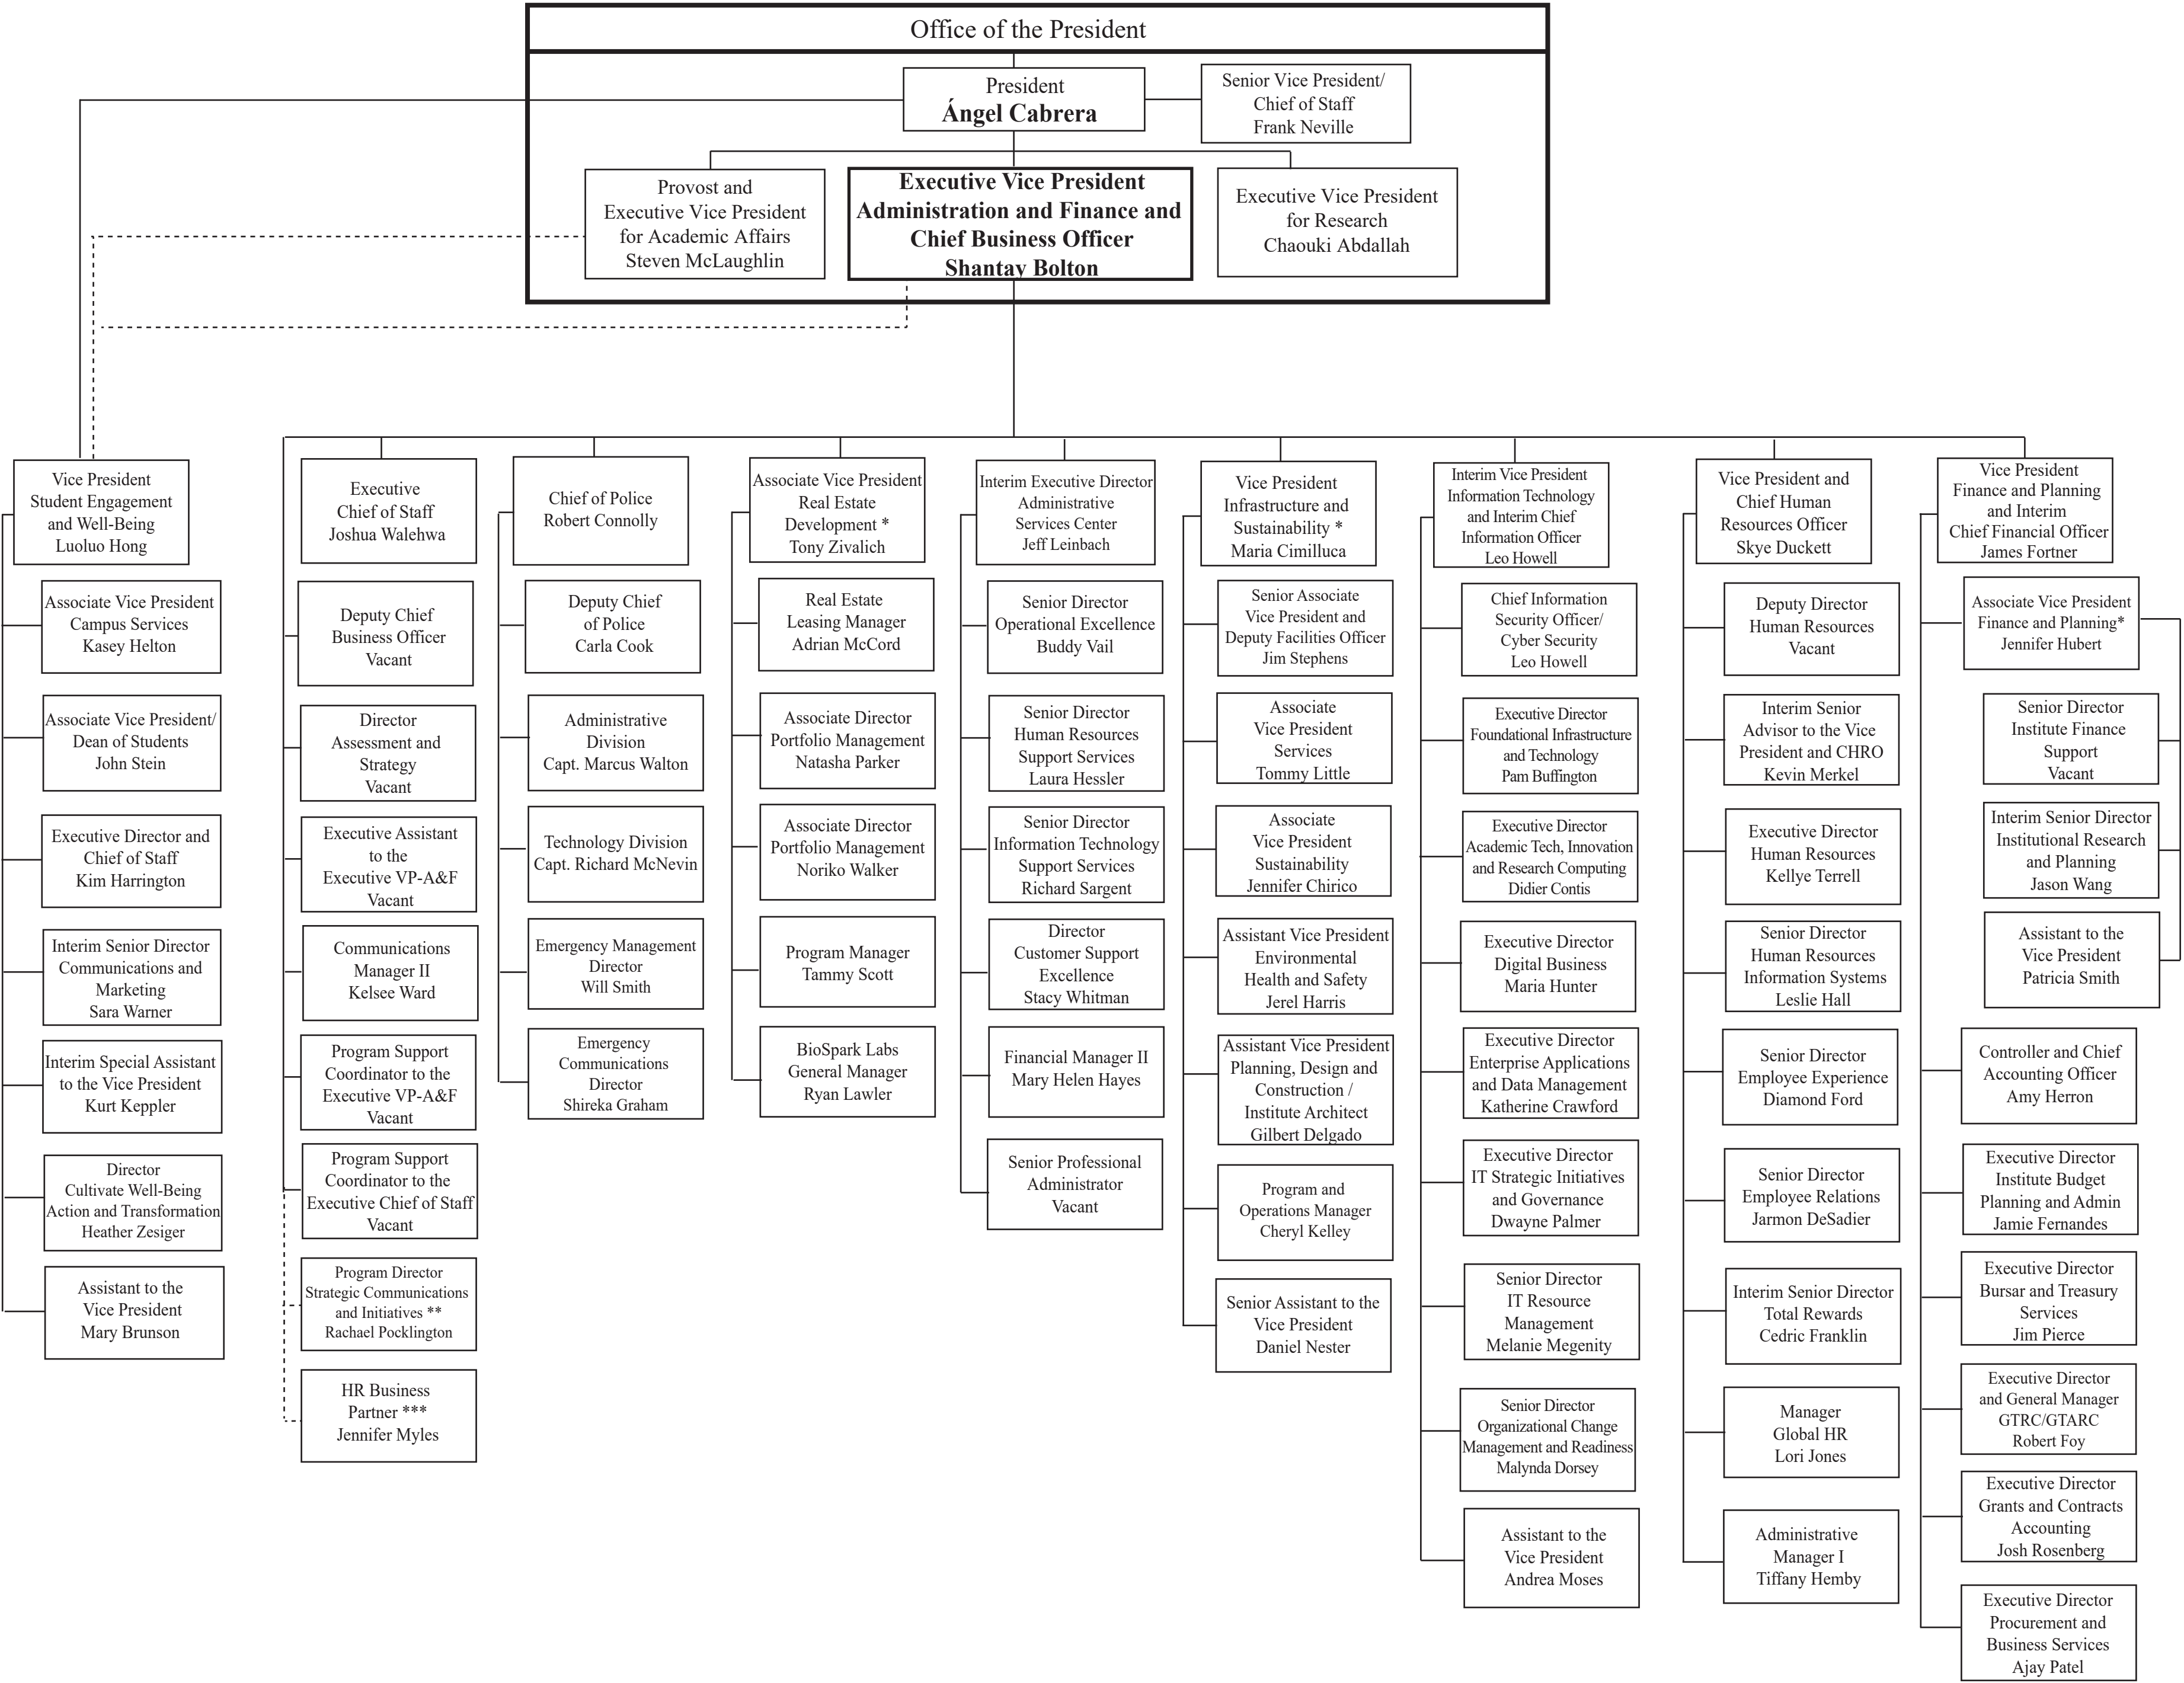 Office of the President
President
Ángel Cabrera
Senior Vice President/
Chief of Staff
Frank Neville
Provost and
Executive Vice President
for Academic Affairs
Steven McLaughlin
Executive Vice President
Administration and Finance and
Chief Business Officer
Shantay Bolton
Executive Vice President
for Research
Chaouki Abdallah
Vice President
Student Engagement
and Well-Being
Luoluo Hong
Associate Vice President
Campus Services
Kasey Helton
Associate Vice President/
Dean of Students
John Stein
Executive Director and
Chief of Staff
Kim Harrington
Interim Senior Director
Communications and
Marketing
Sara Warner
Interim Special Assistant
to the Vice President
Kurt Keppler
Director
Cultivate Well-Being
Action and Transformation
Heather Zesiger
Assistant to the
Vice President
Mary Brunson
Executive
Chief of Staff
Joshua Walehwa
Deputy Chief
Business Officer
Vacant
Director
Assessment and
Strategy
Vacant
Executive Assistant
to the
Executive VP-A&F
Vacant
Communications
Manager II
Kelsee Ward
Program Support
Coordinator to the
Executive VP-A&F
Vacant
Program Support
Coordinator to the
Executive Chief of Staff
Vacant
Program Director
Strategic Communications
and Initiatives **
Rachael Pocklington
HR Business
Partner ***
Jennifer Myles
Chief of Police
Robert Connolly
Deputy Chief
of Police
Carla Cook
Administrative
Division
Capt. Marcus Walton
Technology Division
Capt. Richard McNevin
Emergency Management
Director
Will Smith
Emergency
Communications
Director
Shireka Graham
Associate Vice President
Real Estate
Development *
Tony Zivalich
Real Estate
Leasing Manager
Adrian McCord
Associate Director
Portfolio Management
Natasha Parker
Associate Director
Portfolio Management
Noriko Walker
Program Manager
Tammy Scott
BioSpark Labs
General Manager
Ryan Lawler
Interim Executive Director
Administrative
Services Center
Jeff Leinbach
Senior Director
Operational Excellence
Buddy Vail
Senior Director
Human Resources
Support Services
Laura Hessler
Senior Director
Information Technology
Support Services
Richard Sargent
Director
Customer Support
Excellence
Stacy Whitman
Financial Manager II
Mary Helen Hayes
Senior Professional
Administrator
Vacant
Vice President
Infrastructure and
Sustainability *
Maria Cimilluca
Senior Associate
Vice President and
Deputy Facilities Officer
Jim Stephens
Associate
Vice President
Services
Tommy Little
Associate
Vice President
Sustainability
Jennifer Chirico
Assistant Vice President
Environmental
Health and Safety
Jerel Harris
Assistant Vice President
Planning, Design and
Construction /
Institute Architect
Gilbert Delgado
Program and
Operations Manager
Cheryl Kelley
Senior Assistant to the
Vice President
Daniel Nester
Interim Vice President
Information Technology
and Interim Chief
Information Officer
Leo Howell
Chief Information
Security Officer/
Cyber Security
Leo Howell
Executive Director
Foundational Infrastructure
and Technology
Pam Buffington
Executive Director
Academic Tech, Innovation
and Research Computing
Didier Contis
Executive Director
Digital Business
Maria Hunter
Executive Director
Enterprise Applications
and Data Management
Katherine Crawford
Executive Director
IT Strategic Initiatives
and Governance
Dwayne Palmer
Senior Director
IT Resource
Management
Melanie Megenity
Senior Director
Organizational Change
Management and Readiness
Malynda Dorsey
Assistant to the
Vice President
Andrea Moses
Vice President and
Chief Human
Resources Officer
Skye Duckett
Deputy Director
Human Resources
Vacant
Interim Senior
Advisor to the Vice
President and CHRO
Kevin Merkel
Executive Director
Human Resources
Kellye Terrell
Senior Director
Human Resources
Information Systems
Leslie Hall
Senior Director
Employee Experience
Diamond Ford
Senior Director
Employee Relations
Jarmon DeSadier
Interim Senior Director
Total Rewards
Cedric Franklin
Manager
Global HR
Lori Jones
Administrative
Manager I
Tiffany Hemby
Vice President
Finance and Planning
and Interim
Chief Financial Officer
James Fortner
Associate Vice President
Finance and Planning*
Jennifer Hubert
Senior Director
Institute Finance
Support
Vacant
Interim Senior Director
Institutional Research
and Planning
Jason Wang
Assistant to the
Vice President
Patricia Smith
Controller and Chief
Accounting Officer
Amy Herron
Executive Director
Institute Budget
Planning and Admin
Jamie Fernandes
Executive Director
Bursar and Treasury
Services
Jim Pierce
Executive Director
and General Manager
GTRC/GTARC
Robert Foy
Executive Director
Grants and Contracts
Accounting
Josh Rosenberg
Executive Director
Procurement and
Business Services
Ajay Patel